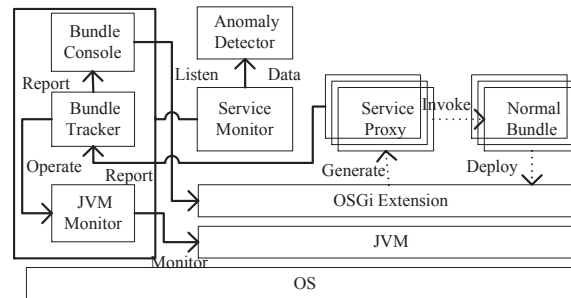 Bundle
Console
Anomaly
Detector
Report
Listen
Data
Bundle
Tracker
Service
Monitor
Service
Proxy
Invoke
Normal
Bundle
Operate
Report
Generate
Deploy
JVM
Monitor
OSGi Extension
JVM
Monitor
OS